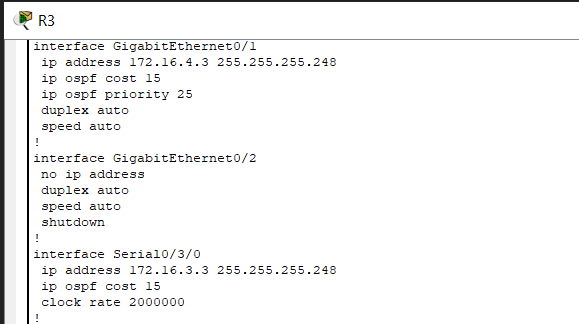 R3
interface GigabitEthernet0/1
ip address 172.16.4.3 255.255.255.248
ip ospf cost 15
ip ospf priority 25
duplex auto
speed auto
!
interface GigabitEthernet0/2
no ip address
duplex auto
speed auto
shutdown
!
interface Serial0/3/0
ip address 172.16.3.3 255.255.255.248
ip ospf cost 15
clock rate 2000000
!